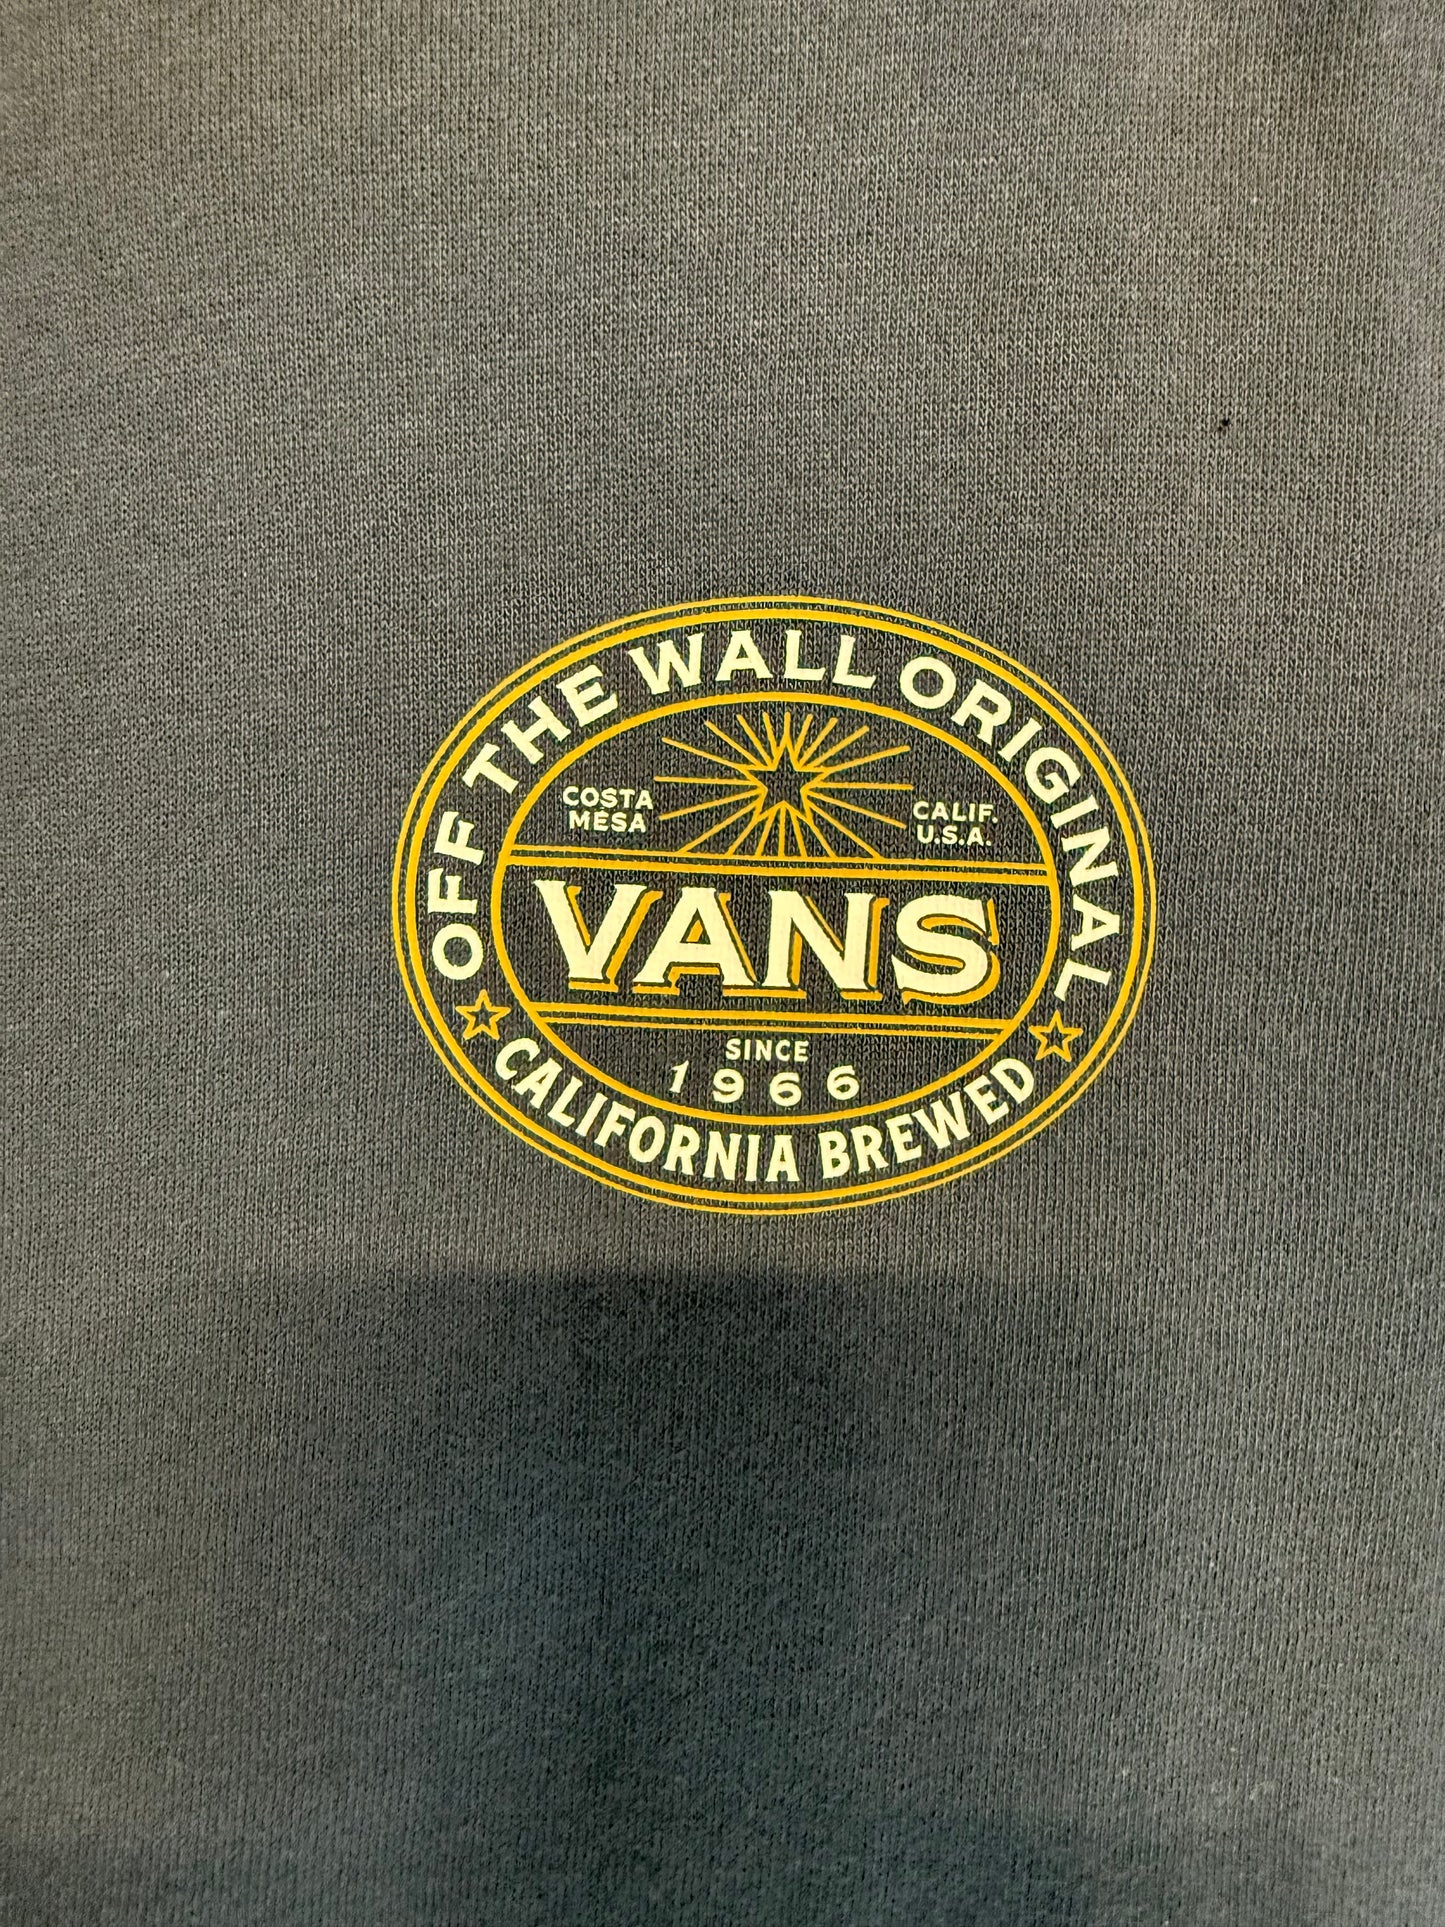 OFF THE WALL ORIGINAL
COSTA
MESA
CALIF.
U.S.A.
VANS
SINCE
1966
CALIFORNIA BREWED